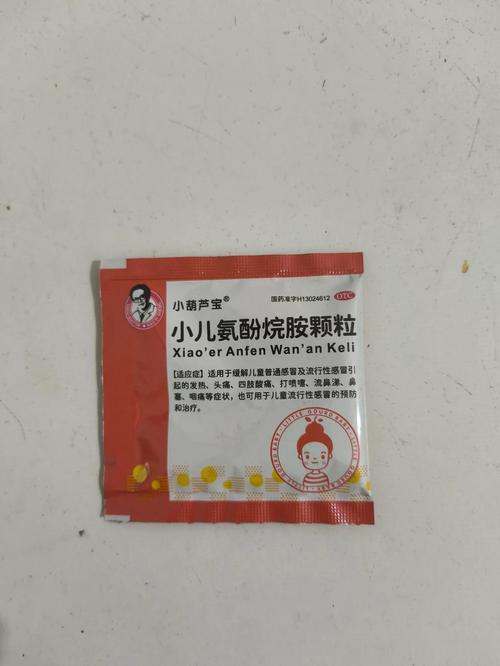 小葫芦宝®
国药准字H13024612
OTC
小儿氨酚烷胺颗粒
Xiao'er Anfen Wan'an Keli
【适应症】适用于缓解儿童普通感冒及流行性感冒引
起的发热、头痛、四肢酸痛、打喷嚏、流鼻涕、鼻
塞、咽痛等症状，也可用于儿童流行性感冒的预防
和治疗。
LITTLE GOURD BABY